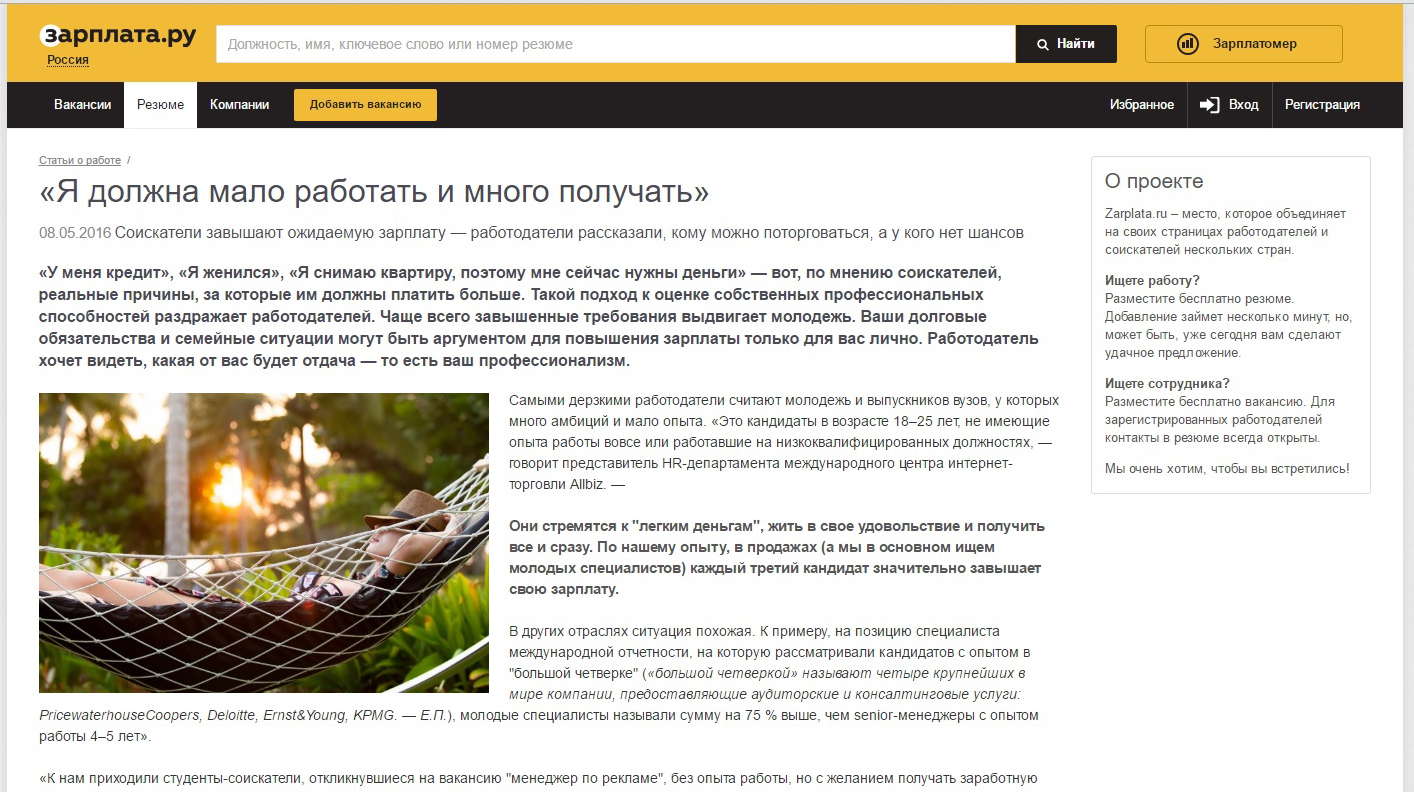 зарплата.ру
Россия
Должность, имя, ключевое слово или номер резюме
Найти
Зарплатомер
Вакансии
Резюме
Компании
Добавить вакансию
Избранное
Вход
Регистрация
Статьи о работе /
«Я должна мало работать и много получать»
08.05.2016 Соискатели завышают ожидаемую зарплату — работодатели рассказали, кому можно поторговаться, а у кого нет шансов
«У меня кредит», «Я женился», «Я снимаю квартиру, поэтому мне сейчас нужны деньги» — вот, по мнению соискателей,
реальные причины, за которые им должны платить больше. Такой подход к оценке собственных профессиональных
способностей раздражает работодателей. Чаще всего завышенные требования выдвигает молодежь. Ваши долговые
обязательства и семейные ситуации могут быть аргументом для повышения зарплаты только для вас лично. Работодатель
хочет видеть, какая от вас будет отдача — то есть ваш профессионализм.
Самыми дерзкими работодатели считают молодежь и выпускников вузов, у которых
много амбиций и мало опыта. «Это кандидаты в возрасте 18–25 лет, не имеющие
опыта работы вовсе или работавшие на низкоквалифицированных должностях, —
говорит представитель HR-департамента международного центра интернет-
торговли Allbiz. —
Они стремятся к "легким деньгам", жить в свое удовольствие и получить
все и сразу. По нашему опыту, в продажах (а мы в основном ищем
молодых специалистов) каждый третий кандидат значительно завышает
свою зарплату.
В других отраслях ситуация похожая. К примеру, на позицию специалиста
международной отчетности, на которую рассматривали кандидатов с опытом в
"большой четверке" («большой четверкой» называют четыре крупнейших в
мире компании, предоставляющие аудиторские и консалтинговые услуги:
PricewaterhouseCoopers, Deloitte, Ernst&Young, KPMG. — Е.П.), молодые специалисты называли сумму на 75 % выше, чем senior-менеджеры с опытом
работы 4–5 лет».
«К нам приходили студенты-соискатели, откликнувшиеся на вакансию "менеджер по рекламе", без опыта работы, но с желанием получать заработную
О проекте
Zarplata.ru – место, которое объединяет
на своих страницах работодателей и
соискателей нескольких стран.
Ищете работу?
Разместите бесплатно резюме.
Добавление займет несколько минут, но,
может быть, уже сегодня вам сделают
удачное предложение.
Ищете сотрудника?
Разместите бесплатно вакансию. Для
зарегистрированных работодателей
контакты в резюме всегда открыты.
Мы очень хотим, чтобы вы встретились!